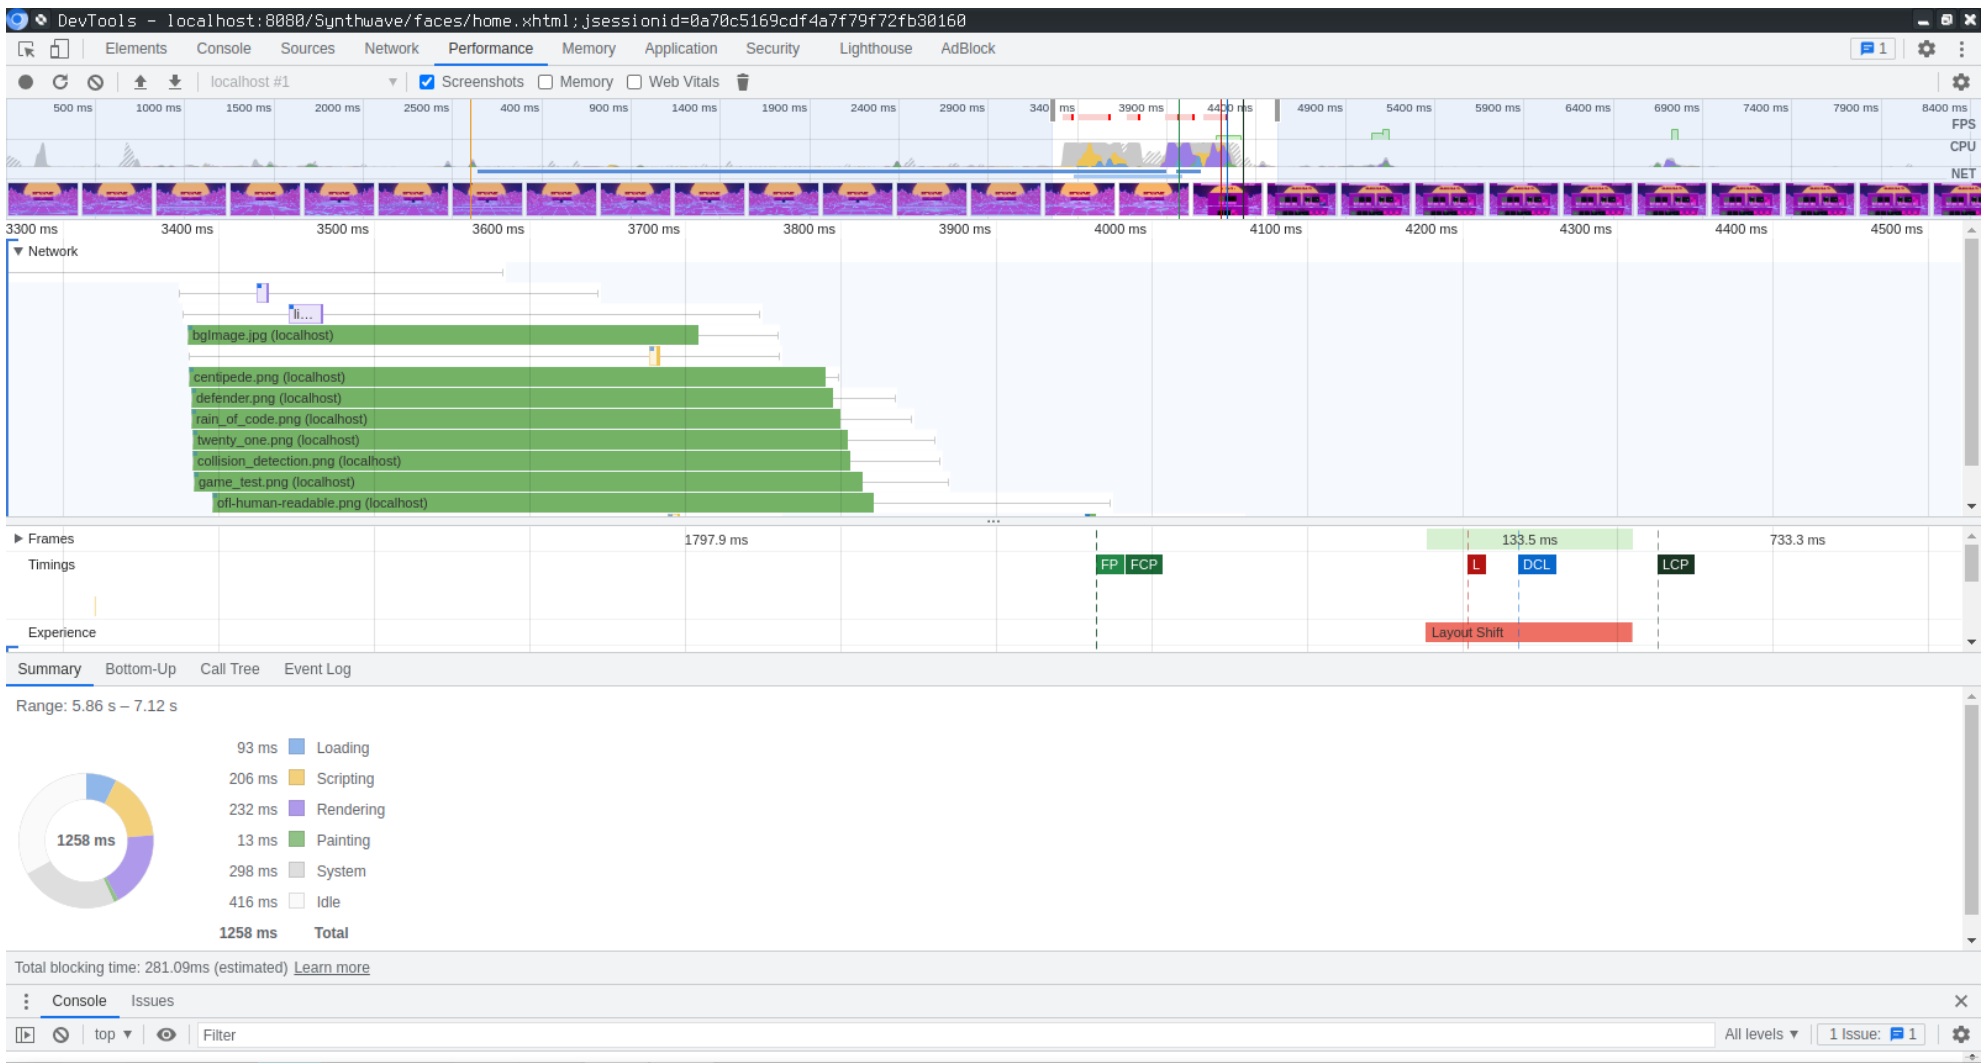 DevTools - localhost:8080/Synthwave/faces/home.xhtml;jsessionid=0a70c5169cdf4a7f79f72fb30160
Elements Console Sources Network Performance Memory Application Security Lighthouse AdBlock 1
localhost #1 Screenshots Memory Web Vitals
500 ms 1000 ms 1500 ms 2000 ms 2500 ms 400 ms 900 ms 1400 ms 1900 ms 2400 ms 2900 ms 340 ms 3900 ms 4400 ms 4900 ms 5400 ms 5900 ms 6400 ms 6900 ms 7400 ms 7900 ms 8400 ms
FPS
CPU
NET
3300 ms 3400 ms 3500 ms 3600 ms 3700 ms 3800 ms 3900 ms 4000 ms 4100 ms 4200 ms 4300 ms 4400 ms 4500 ms
Network
li...
bgImage.jpg (localhost)
centipede.png (localhost)
defender.png (localhost)
rain_of_code.png (localhost)
twenty_one.png (localhost)
collision_detection.png (localhost)
game_test.png (localhost)
ofl-human-readable.png (localhost)
Frames 1797.9 ms 133.5 ms 733.3 ms
Timings FP FCP L DCL LCP
Experience Layout Shift
Summary Bottom-Up Call Tree Event Log
Range: 5.86 s – 7.12 s
93 ms Loading
206 ms Scripting
232 ms Rendering
13 ms Painting
1258 ms
298 ms System
416 ms Idle
1258 ms Total
Total blocking time: 281.09ms (estimated) Learn more
Console Issues
top Filter All levels 1 Issue: 1